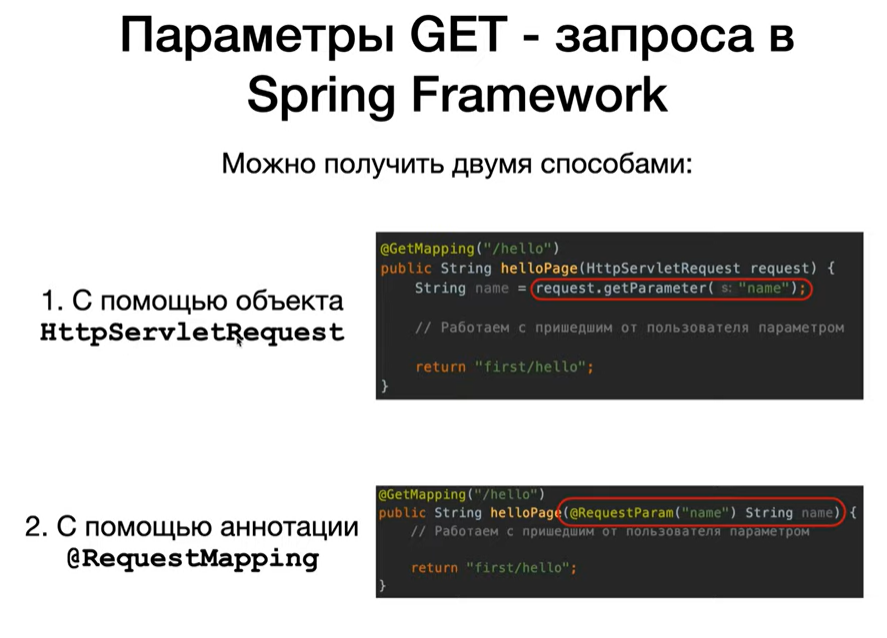 Параметры GET - запроса в
Spring Framework
Можно получить двумя способами:
1. С помощью объекта
HttpServletRequest
@GetMapping("/hello")
public String helloPage(HttpServletRequest request) {
String name = request.getParameter( s: "name");
// Работаем с пришедшим от пользователя параметром
return "first/hello";
}
2. С помощью аннотации
@RequestMapping
@GetMapping("/hello")
public String helloPage(@RequestParam("name") String name) {
// Работаем с пришедшим от пользователя параметром
return "first/hello";
}